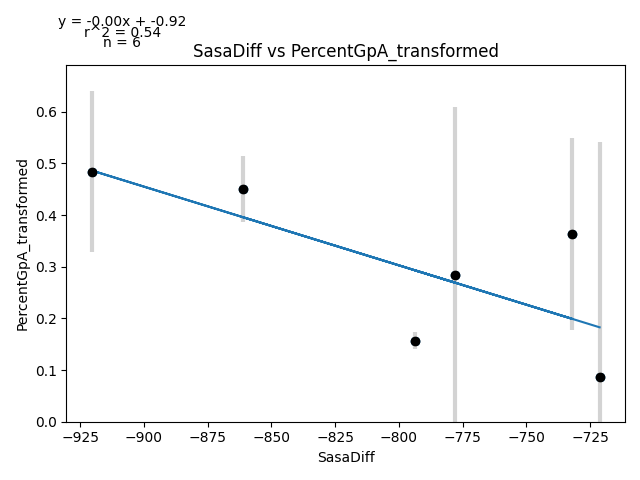 y = -0.00x + -0.92
r^2 = 0.54
n = 6
SasaDiff vs PercentGpA_transformed
PercentGpA_transformed
0.6
0.5
0.4
0.3
0.2
0.1
0.0
−925
−900
−875
−850
−825
−800
−775
−750
−725
SasaDiff